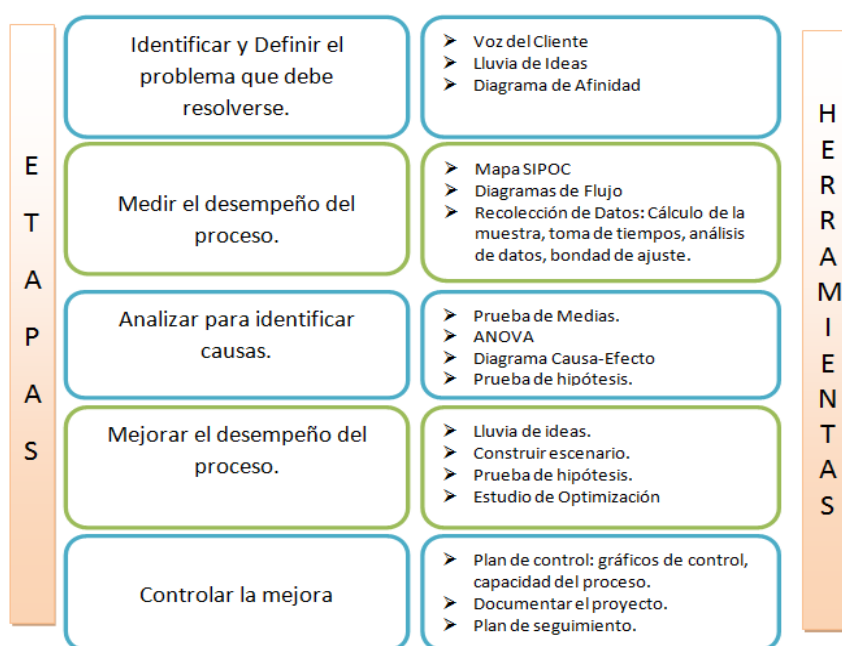 ETAPAS
Identificar y Definir el
problema que debe
resolverse.
➤ Voz del Cliente
➤ Lluvia de Ideas
➤ Diagrama de Afinidad
Medir el desempeño del
proceso.
➤ Mapa SIPOC
➤ Diagramas de Flujo
➤ Recolección de Datos: Cálculo de la
muestra, toma de tiempos, análisis
de datos, bondad de ajuste.
Analizar para identificar
causas.
➤ Prueba de Medias.
➤ ANOVA
➤ Diagrama Causa-Efecto
➤ Prueba de hipótesis.
Mejorar el desempeño del
proceso.
➤ Lluvia de ideas.
➤ Construir escenario.
➤ Prueba de hipótesis.
➤ Estudio de Optimización
Controlar la mejora
➤ Plan de control: gráficos de control,
capacidad del proceso.
➤ Documentar el proyecto.
➤ Plan de seguimiento.
HERRAMIENTAS